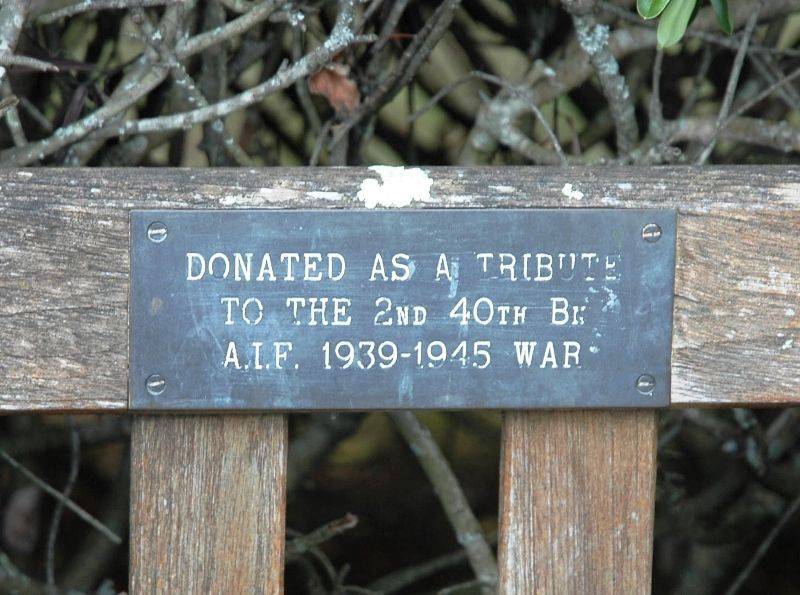 DONATED AS A TRIBUTE
TO THE 2ND 40TH BN
A.I.F. 1939-1945 WAR